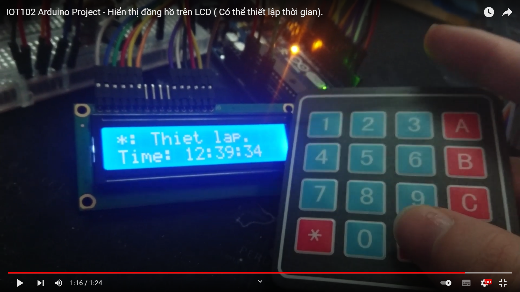 IOT102 Arduino Project - Hiển thị đồng hồ trên LCD ( Có thể thiết lập thời gian).
*: Thiet lap.
Time: 12:39:34
1 2 3 A
4 5 6 B
7 8 9 C
* 0
1:16 / 1:24